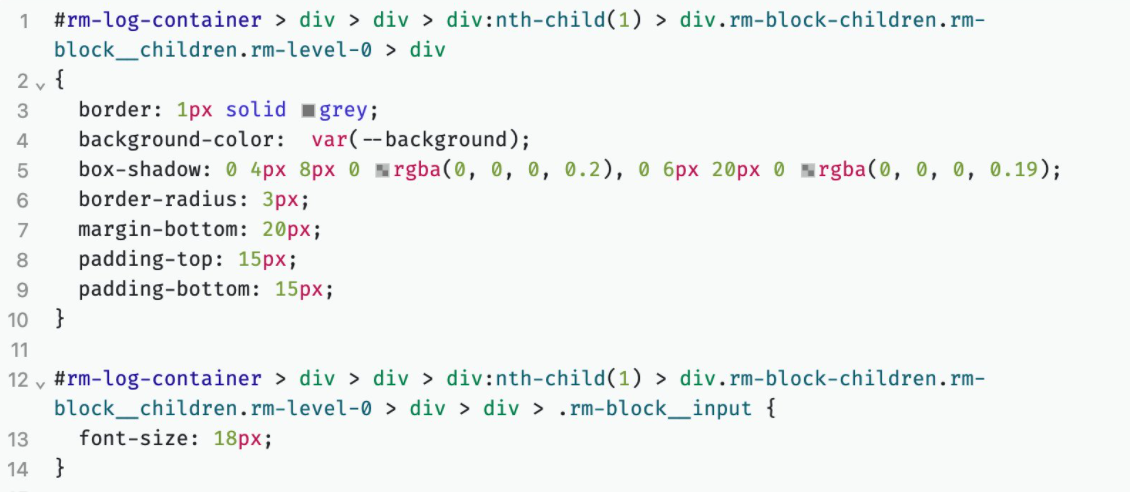 1 #rm-log-container > div > div > div:nth-child(1) > div.rm-block-children.rm-
block__children.rm-level-0 > div
2 {
3 border: 1px solid grey;
4 background-color:  var(--background);
5 box-shadow: 0 4px 8px 0 rgba(0, 0, 0, 0.2), 0 6px 20px 0 rgba(0, 0, 0, 0.19);
6 border-radius: 3px;
7 margin-bottom: 20px;
8 padding-top: 15px;
9 padding-bottom: 15px;
10 }
11
12 #rm-log-container > div > div > div:nth-child(1) > div.rm-block-children.rm-
block__children.rm-level-0 > div > div > .rm-block__input {
13 font-size: 18px;
14 }